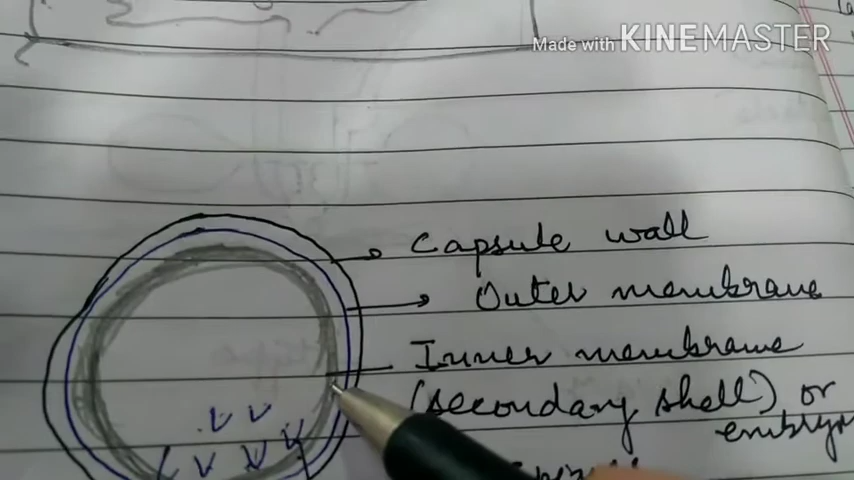 Made with KINEMASTER
Capsule wall
Outer membrane
Inner membrane
(secondary shell) or
embryo